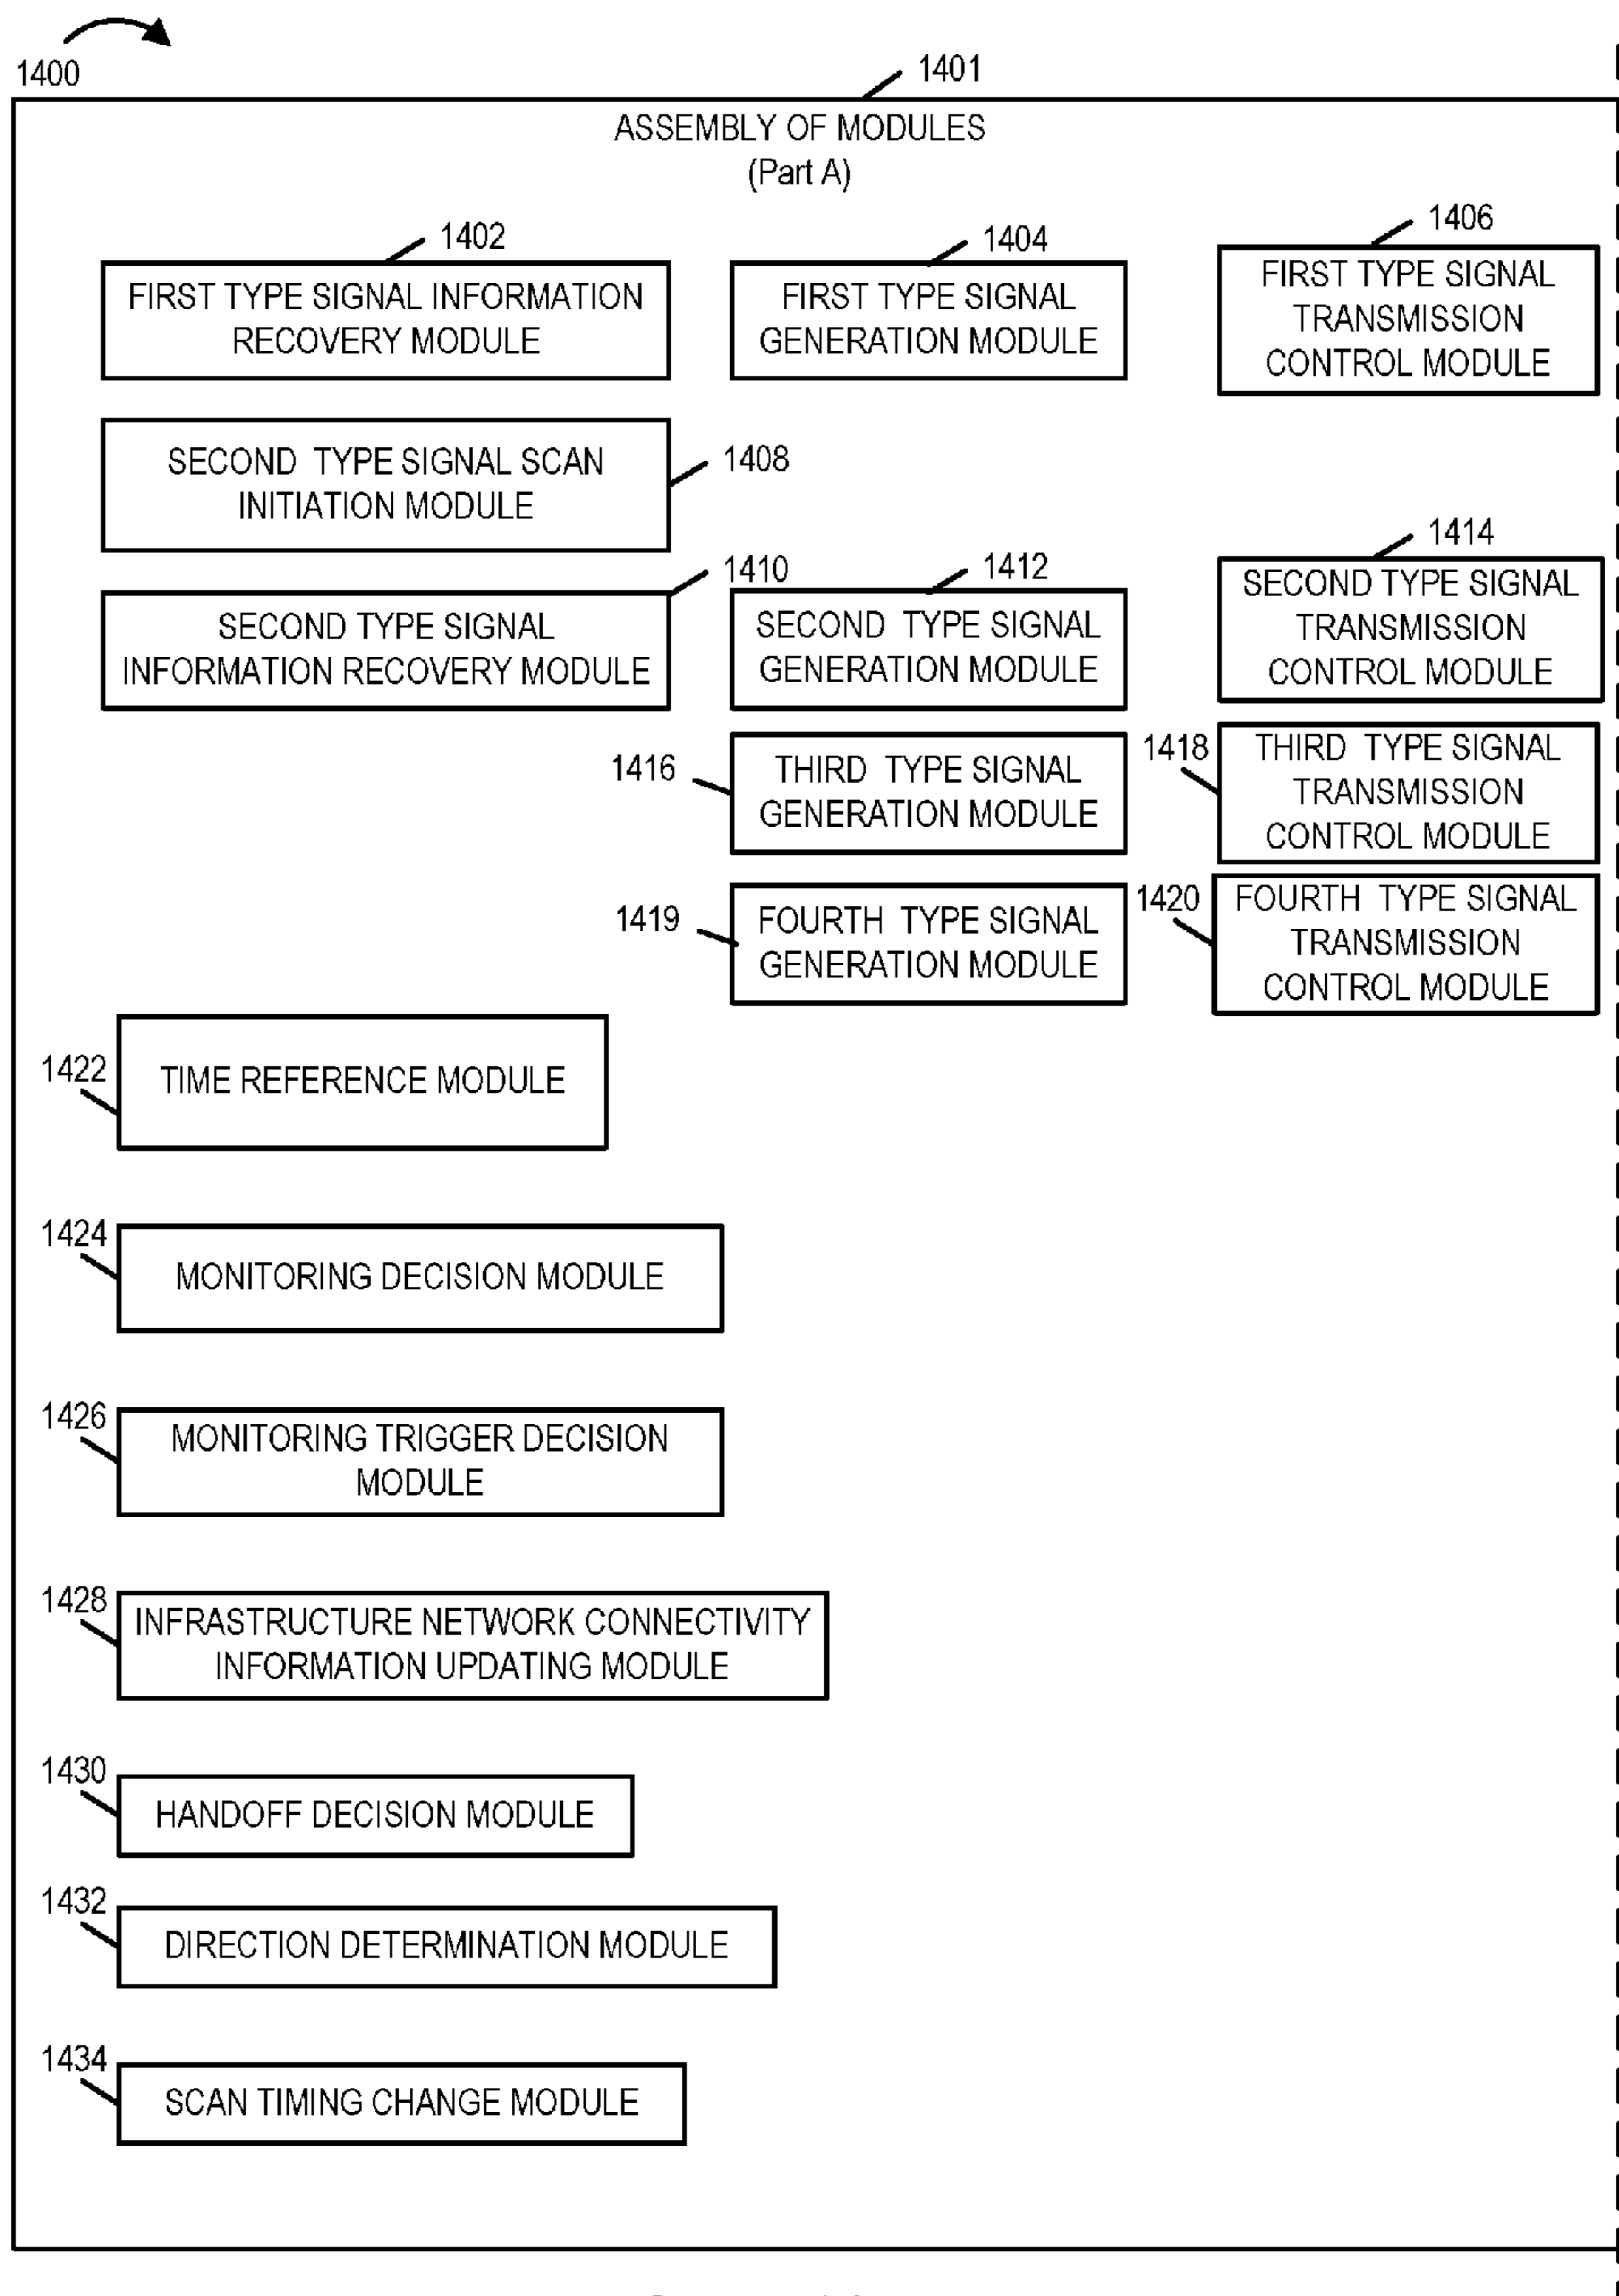 1400
1401
ASSEMBLY OF MODULES
(Part A)
1402
FIRST TYPE SIGNAL INFORMATION
RECOVERY MODULE
1404
FIRST TYPE SIGNAL
GENERATION MODULE
1406
FIRST TYPE SIGNAL
TRANSMISSION
CONTROL MODULE
SECOND TYPE SIGNAL SCAN
INITIATION MODULE
1408
1410
SECOND TYPE SIGNAL
INFORMATION RECOVERY MODULE
1412
SECOND TYPE SIGNAL
GENERATION MODULE
1414
SECOND TYPE SIGNAL
TRANSMISSION
CONTROL MODULE
1416
THIRD TYPE SIGNAL
GENERATION MODULE
1418
THIRD TYPE SIGNAL
TRANSMISSION
CONTROL MODULE
1419
FOURTH TYPE SIGNAL
GENERATION MODULE
1420
FOURTH TYPE SIGNAL
TRANSMISSION
CONTROL MODULE
1422
TIME REFERENCE MODULE
1424
MONITORING DECISION MODULE
1426
MONITORING TRIGGER DECISION
MODULE
1428
INFRASTRUCTURE NETWORK CONNECTIVITY
INFORMATION UPDATING MODULE
1430
HANDOFF DECISION MODULE
1432
DIRECTION DETERMINATION MODULE
1434
SCAN TIMING CHANGE MODULE